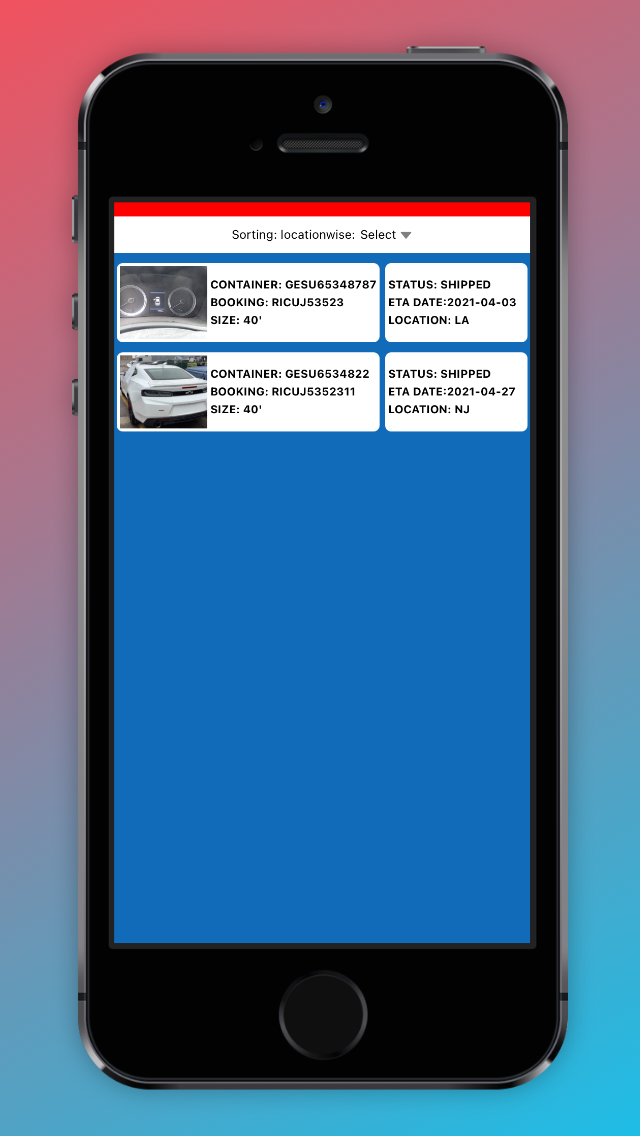 Sorting: locationwise: Select
CONTAINER: GESU65348787
BOOKING: RICUJ53523
SIZE: 40'
STATUS: SHIPPED
ETA DATE:2021-04-03
LOCATION: LA
CONTAINER: GESU6534822
BOOKING: RICUJ5352311
SIZE: 40'
STATUS: SHIPPED
ETA DATE:2021-04-27
LOCATION: NJ